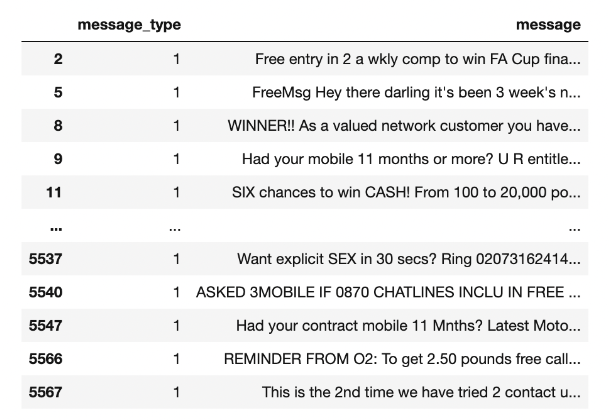 message_type message
2 1 Free entry in 2 a wkly comp to win FA Cup fina...
5 1 FreeMsg Hey there darling it's been 3 week's n...
8 1 WINNER!! As a valued network customer you have...
9 1 Had your mobile 11 months or more? U R entitle...
11 1 SIX chances to win CASH! From 100 to 20,000 po...
... ... ...
5537 1 Want explicit SEX in 30 secs? Ring 02073162414...
5540 1 ASKED 3MOBILE IF 0870 CHATLINES INCLU IN FREE ...
5547 1 Had your contract mobile 11 Mnths? Latest Moto...
5566 1 REMINDER FROM O2: To get 2.50 pounds free call...
5567 1 This is the 2nd time we have tried 2 contact u...